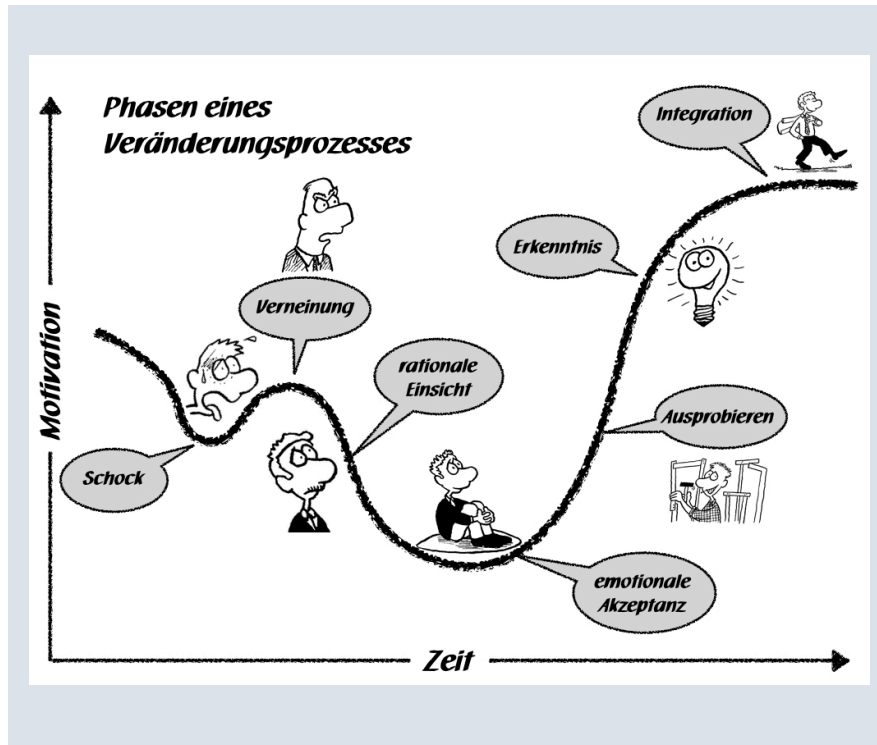 Phasen eines
Veränderungsprozesses
Integration
Erkenntnis
Verneinung
rationale
Einsicht
Motivation
Ausprobieren
Schock
emotionale
Akzeptanz
Zeit